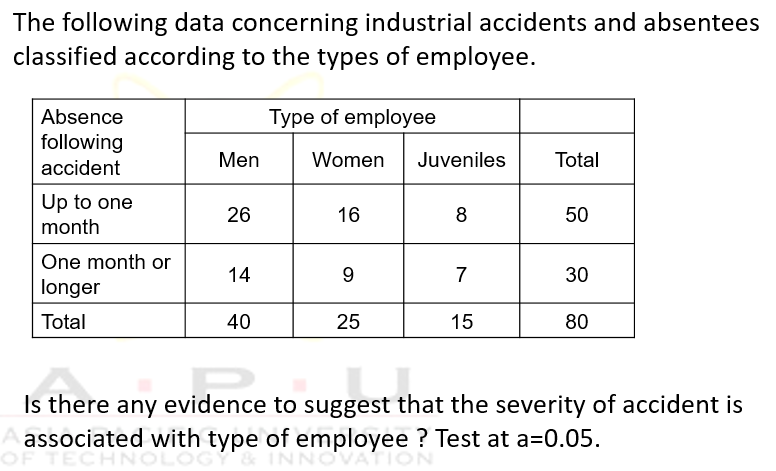 The following data concerning industrial accidents and absentees
classified according to the types of employee.
Absence following accident Type of employee
Men Women Juveniles Total
Up to one month 26 16 8 50
One month or longer 14 9 7 30
Total 40 25 15 80
A · P · U
Is there any evidence to suggest that the severity of accident is
associated with type of employee ? Test at a=0.05.
OF TECHNOLOGY & INNOVATION